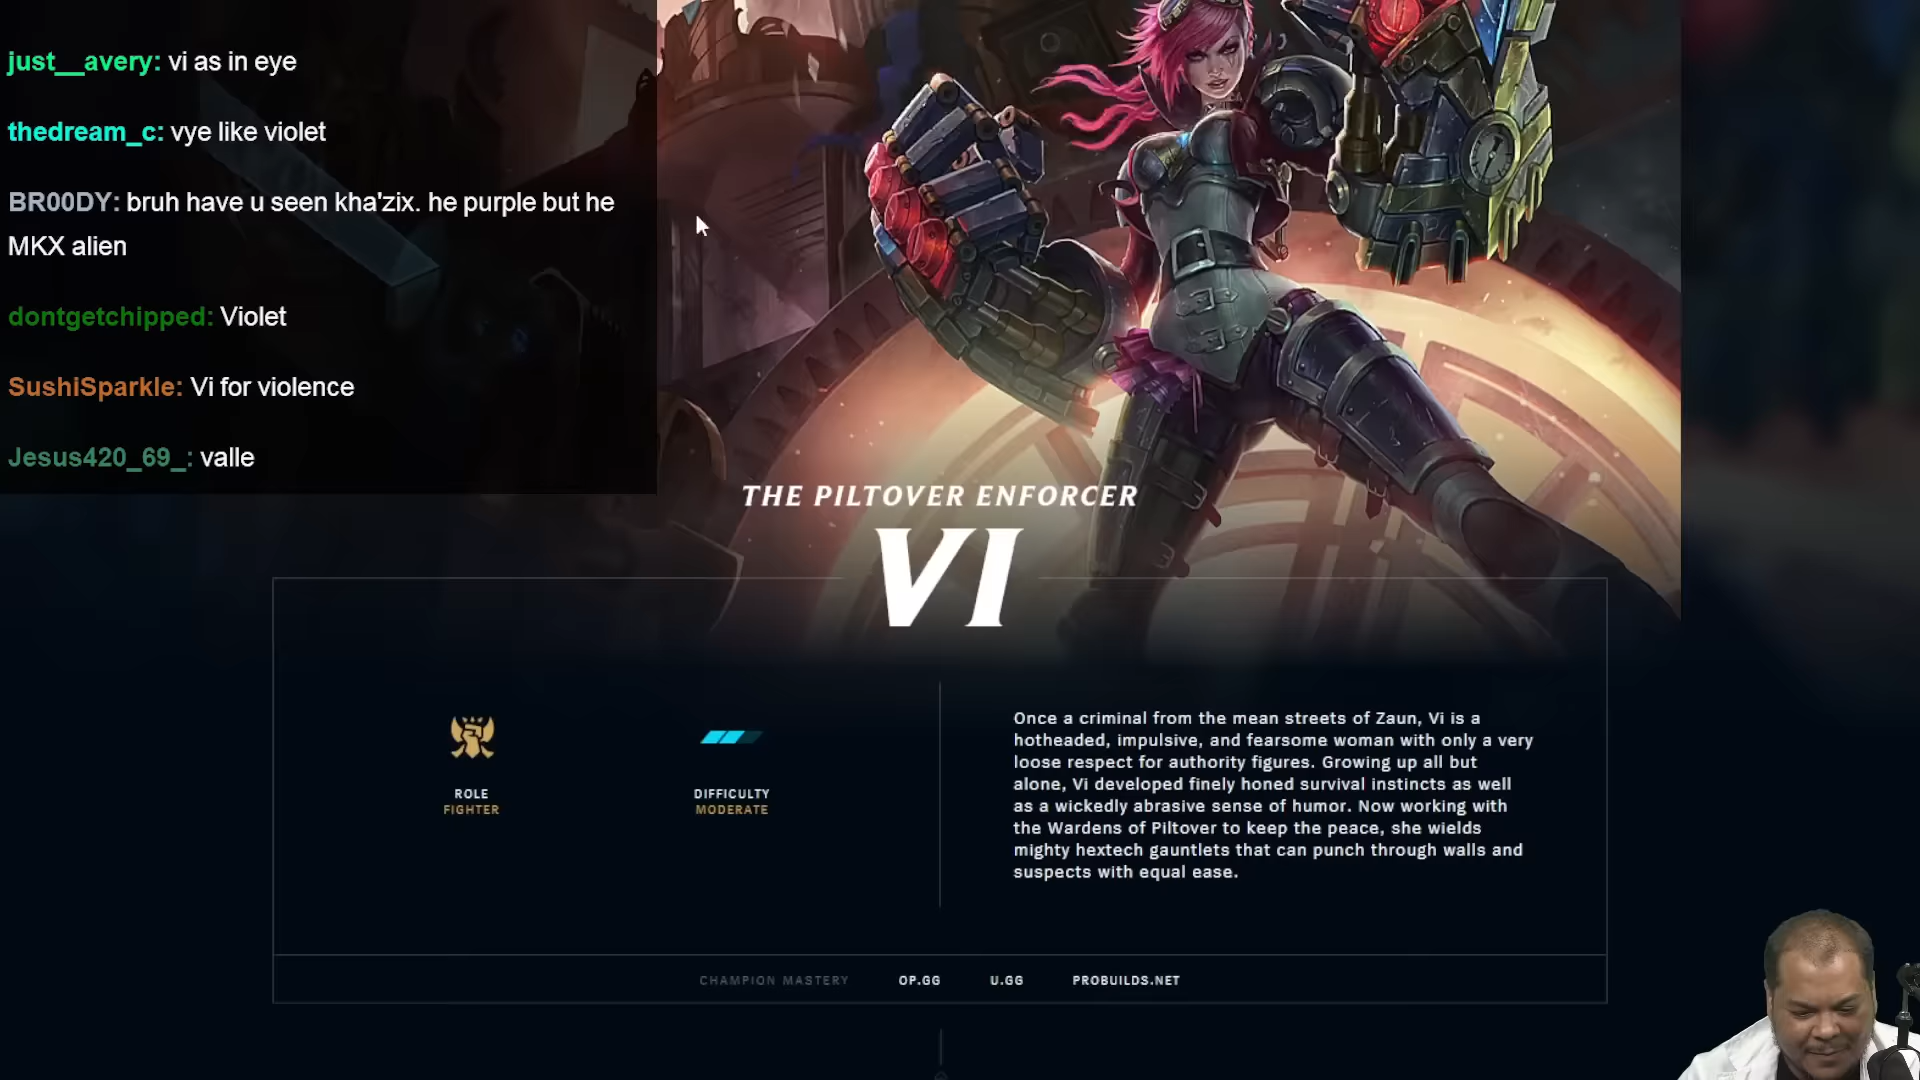 just__avery: vi as in eye
thedream_c: vye like violet
BR00DY: bruh have u seen kha'zix. he purple but he
MKX alien
dontgetchipped: Violet
SushiSparkle: Vi for violence
Jesus420_69_: valle
THE PILTOVER ENFORCER
VI
ROLE
FIGHTER
DIFFICULTY
MODERATE
Once a criminal from the mean streets of Zaun, Vi is a
hotheaded, impulsive, and fearsome woman with only a very
loose respect for authority figures. Growing up all but
alone, Vi developed finely honed survival instincts as well
as a wickedly abrasive sense of humor. Now working with
the Wardens of Piltover to keep the peace, she wields
mighty hextech gauntlets that can punch through walls and
suspects with equal ease.
CHAMPION MASTERY
OP.GG
U.GG
PROBUILDS.NET